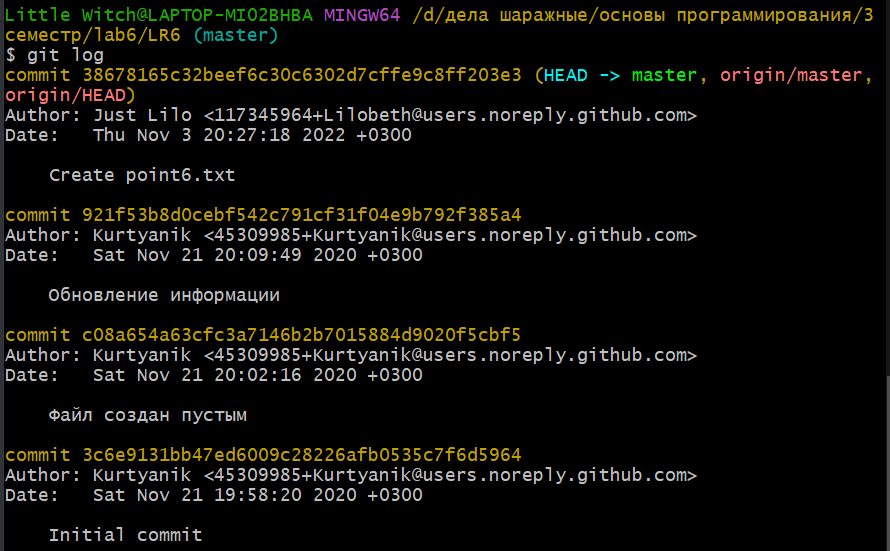 Little Witch@LAPTOP-MIO2BHBA MINGW64 /d/дела шаражные/основы программирования/3
семестр/lab6/LR6 (master)
$ git log
commit 38678165c32beef6c30c6302d7cffe9c8ff203e3 (HEAD -> master, origin/master,
origin/HEAD)
Author: Just Lilo <117345964+Lilobeth@users.noreply.github.com>
Date:   Thu Nov 3 20:27:18 2022 +0300
    Create point6.txt
commit 921f53b8d0cebf542c791cf31f04e9b792f385a4
Author: Kurtyanik <45309985+Kurtyanik@users.noreply.github.com>
Date:   Sat Nov 21 20:09:49 2020 +0300
    Обновление информации
commit c08a654a63cfc3a7146b2b7015884d9020f5cbf5
Author: Kurtyanik <45309985+Kurtyanik@users.noreply.github.com>
Date:   Sat Nov 21 20:02:16 2020 +0300
    Файл создан пустым
commit 3c6e9131bb47ed6009c28226afb0535c7f6d5964
Author: Kurtyanik <45309985+Kurtyanik@users.noreply.github.com>
Date:   Sat Nov 21 19:58:20 2020 +0300
    Initial commit